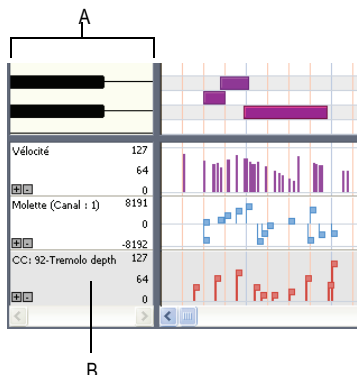 A
Vélocité 127
64
0
Molette (Canal : 1) 8191
0
-8192
CC: 92-Tremolo depth 127
64
0
B